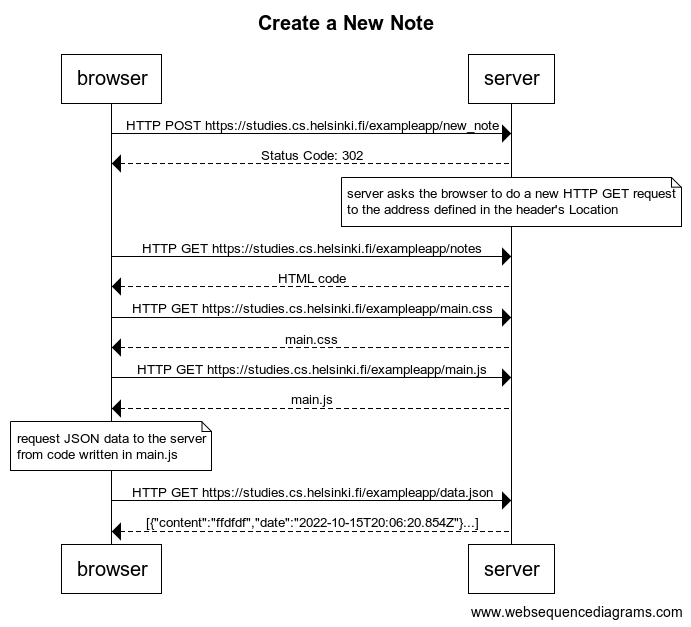 Create a New Note
browser
server
HTTP POST https://studies.cs.helsinki.fi/exampleapp/new_note
Status Code: 302
server asks the browser to do a new HTTP GET request
to the address defined in the header's Location
HTTP GET https://studies.cs.helsinki.fi/exampleapp/notes
HTML code
HTTP GET https://studies.cs.helsinki.fi/exampleapp/main.css
main.css
HTTP GET https://studies.cs.helsinki.fi/exampleapp/main.js
main.js
request JSON data to the server
from code written in main.js
HTTP GET https://studies.cs.helsinki.fi/exampleapp/data.json
[{"content":"ffdfdf","date":"2022-10-15T20:06:20.854Z"}...]
browser
server
www.websequencediagrams.com